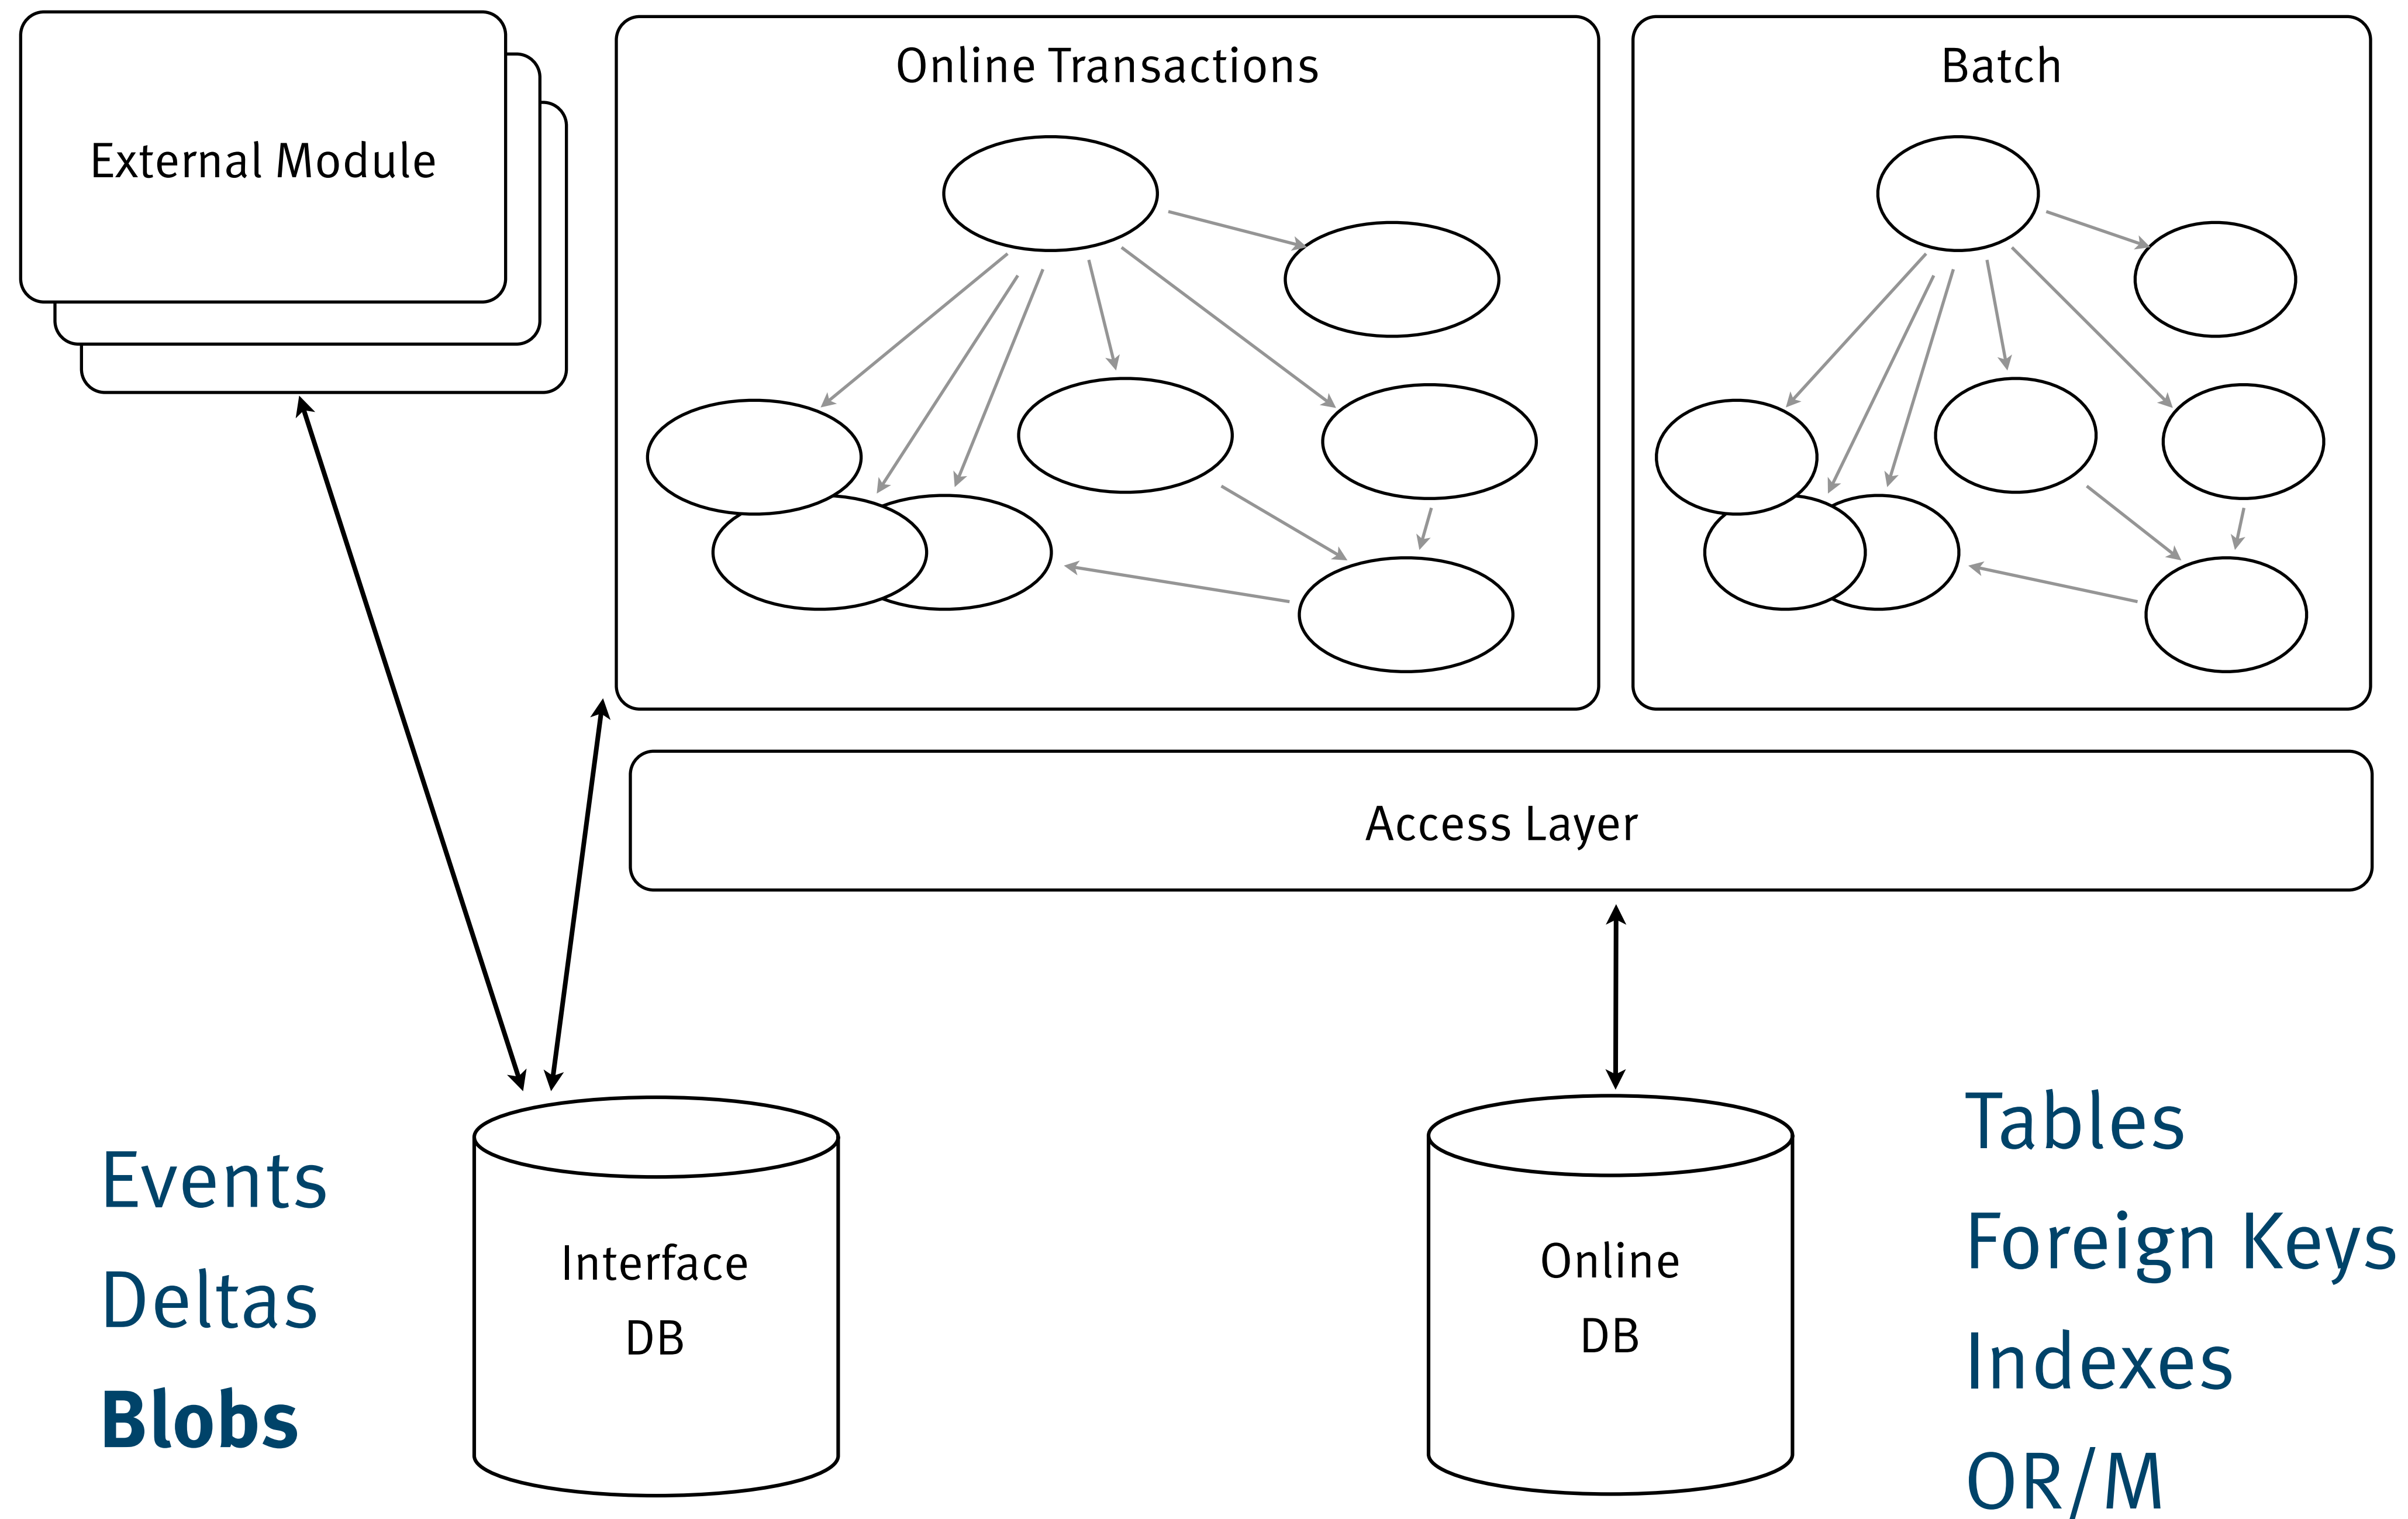 Online Transactions
Batch
External Module
Access Layer
Events
Deltas
Blobs
Interface
DB
Online
DB
Tables
Foreign Keys
Indexes
OR/M